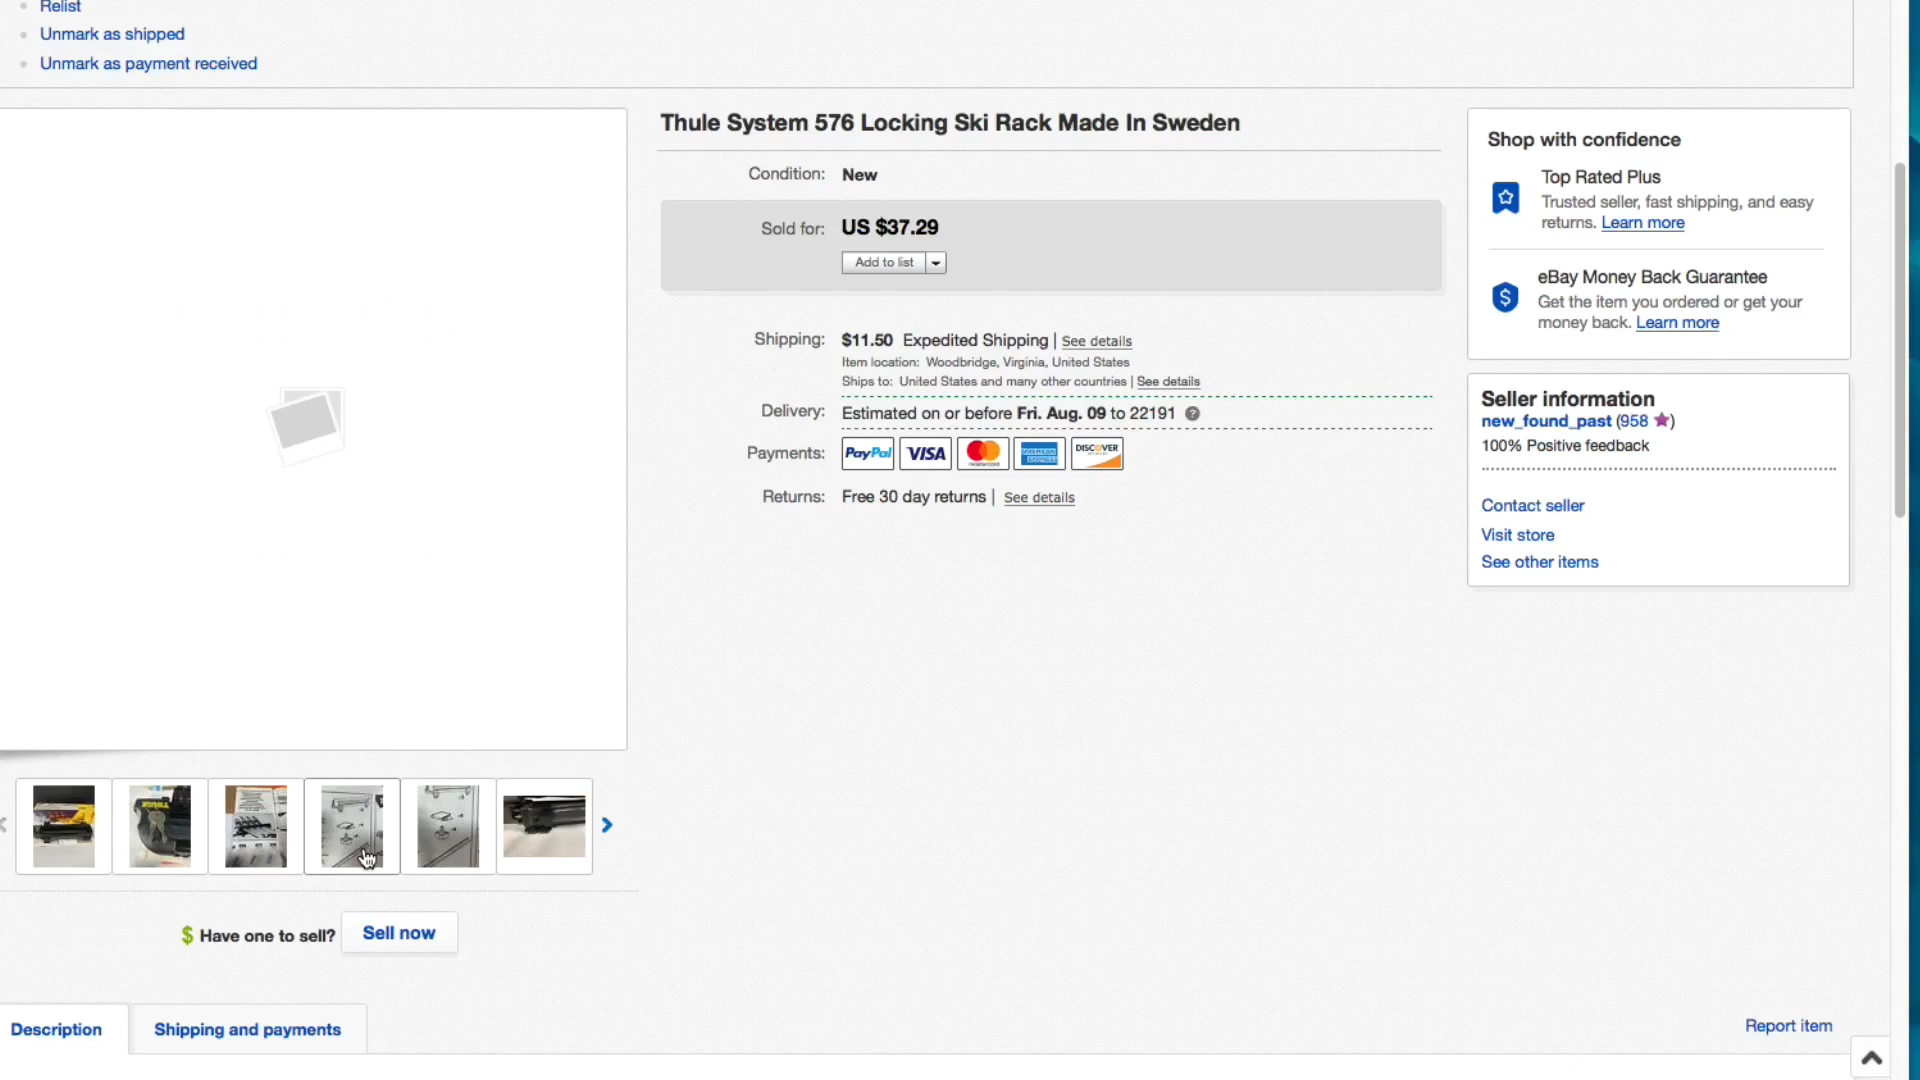 Relist
Unmark as shipped
Unmark as payment received
Thule System 576 Locking Ski Rack Made In Sweden
Condition: New
Sold for: US $37.29
Add to list
Shipping: $11.50 Expedited Shipping | See details
Item location: Woodbridge, Virginia, United States
Ships to: United States and many other countries | See details
Delivery: Estimated on or before Fri. Aug. 09 to 22191 ?
Payments: PayPal VISA mastercard AMERICAN EXPRESS DISCOVER
Returns: Free 30 day returns | See details
Shop with confidence
Top Rated Plus
Trusted seller, fast shipping, and easy
returns. Learn more
eBay Money Back Guarantee
Get the item you ordered or get your
money back. Learn more
Seller information
new_found_past (958)
100% Positive feedback
Contact seller
Visit store
See other items
$ Have one to sell? Sell now
Description
Shipping and payments
Report item